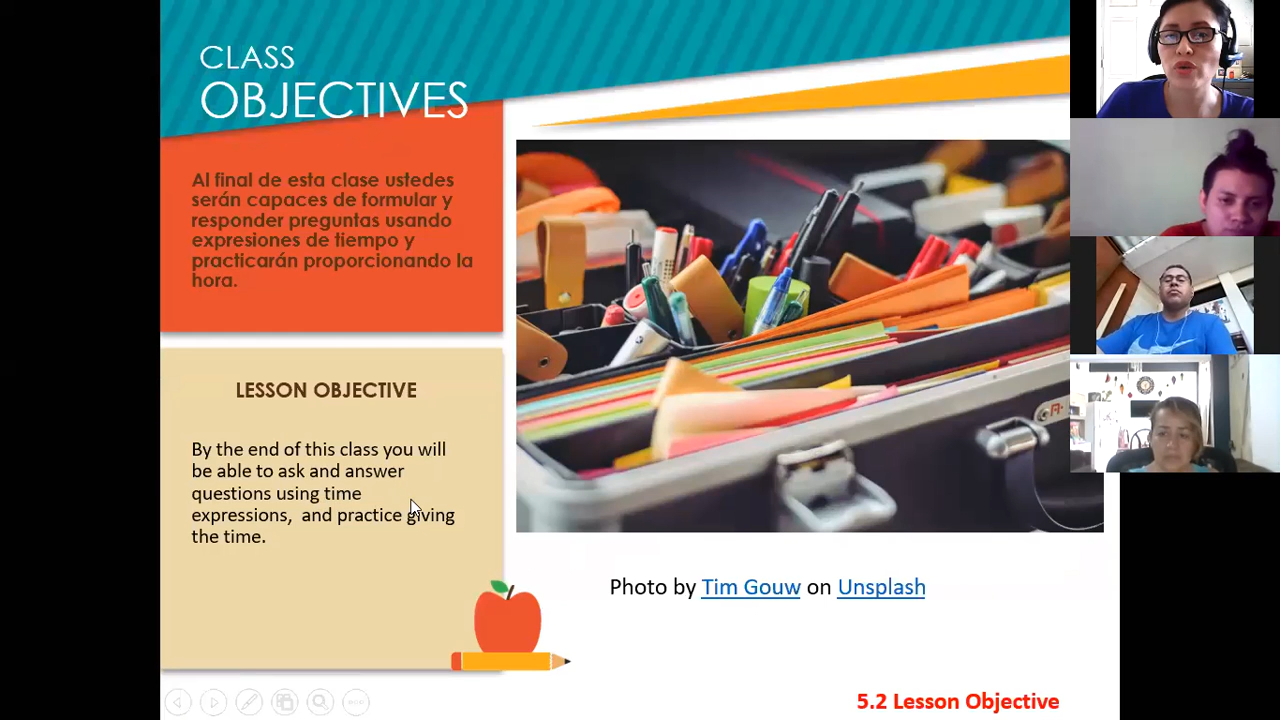 CLASS
OBJECTIVES
Al final de esta clase ustedes
serán capaces de formular y
responder preguntas usando
expresiones de tiempo y
practicarán proporcionando la
hora.
LESSON OBJECTIVE
By the end of this class you will
be able to ask and answer
questions using time
expressions, and practice giving
the time.
Photo by Tim Gouw on Unsplash
5.2 Lesson Objective